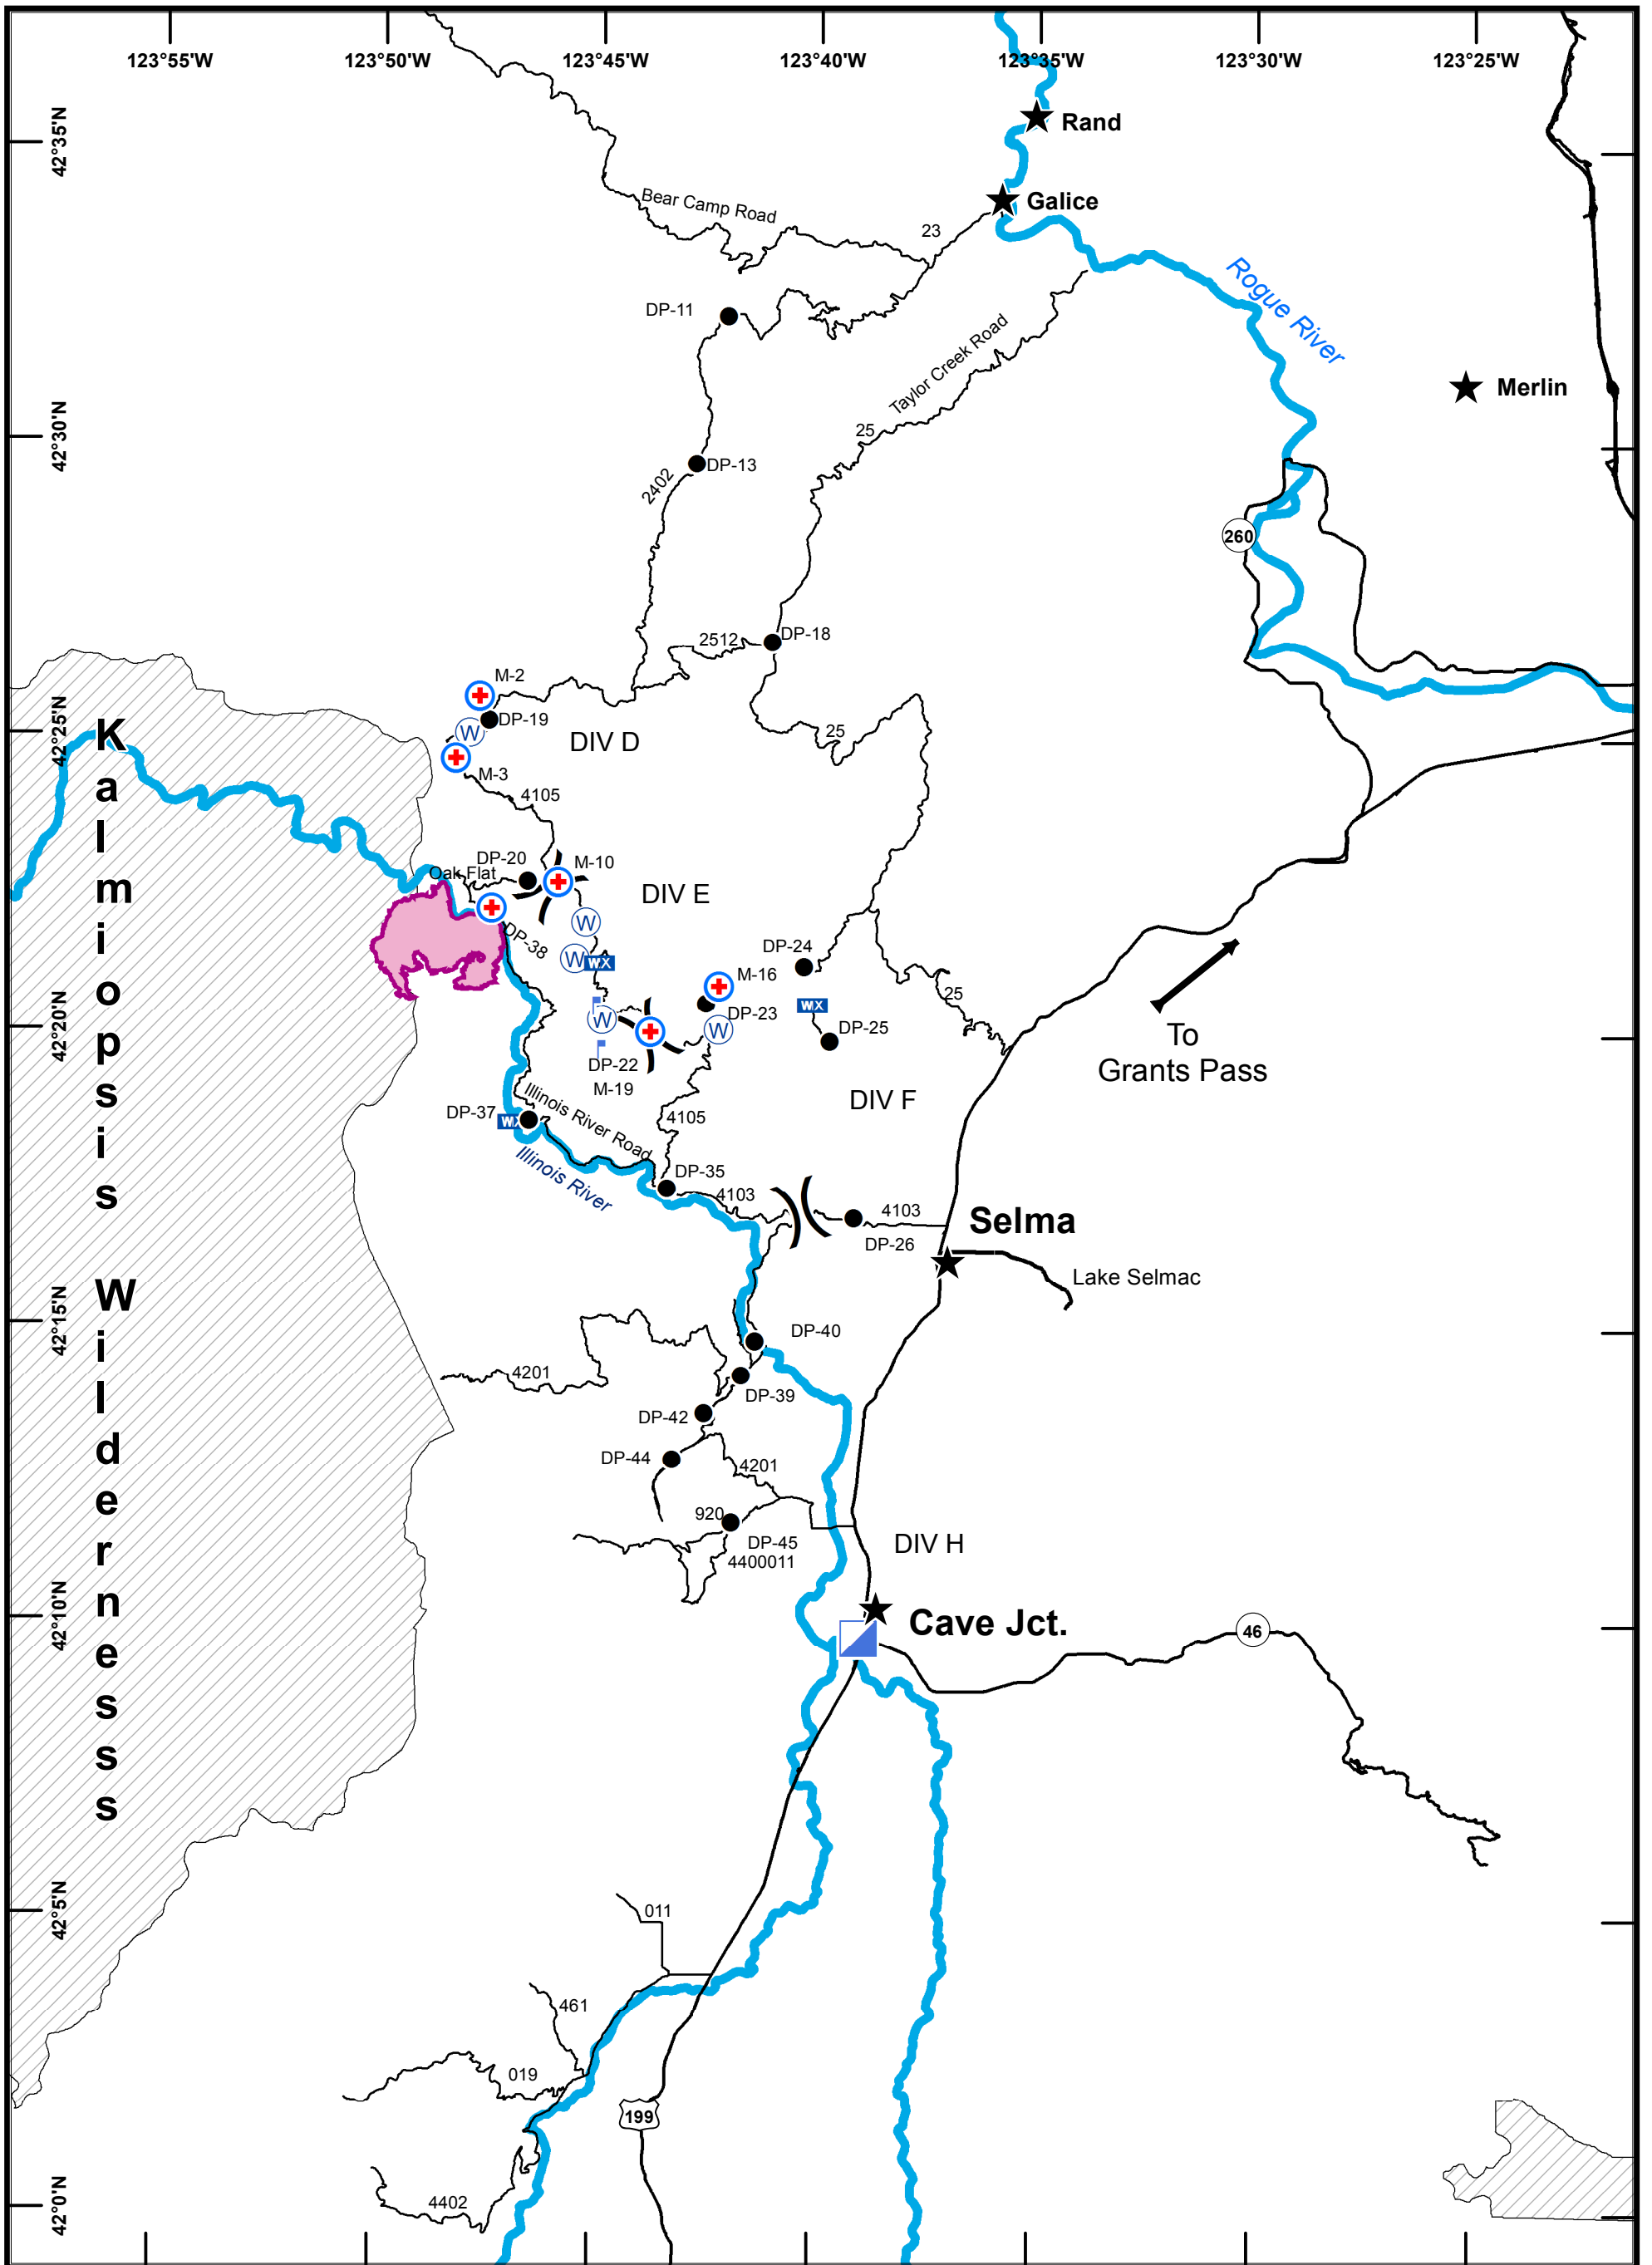 123°55'W
123°50'W
123°45'W
123°40'W
123°35'W
123°30'W
123°25'W
42°35'N
Rand
Galice
Bear Camp Road
23
Rogue River
DP-11
Taylor Creek Road
Merlin
25
42°30'N
DP-13
2402
260
DP-18
2512
M-2
DP-19
W
42°25'N
DIV D
25
M-3
4105
DP-20
M-10
Oak Flat
DIV E
W
DP-38
W
WX
DP-24
M-16
25
WX
DP-23
W
W
42°20'N
DP-25
To
Grants Pass
DP-22
M-19
DIV F
DP-37
WX
Illinois River Road
4105
Illinois River
DP-35
4103
4103
DP-26
Selma
Lake Selmac
42°15'N
DP-40
4201
DP-39
DP-42
DP-44
4201
920
DP-45
4400011
DIV H
42°10'N
Cave Jct.
46
Kalmiopsis Wilderness
42°5'N
011
461
019
199
4402
42°0'N